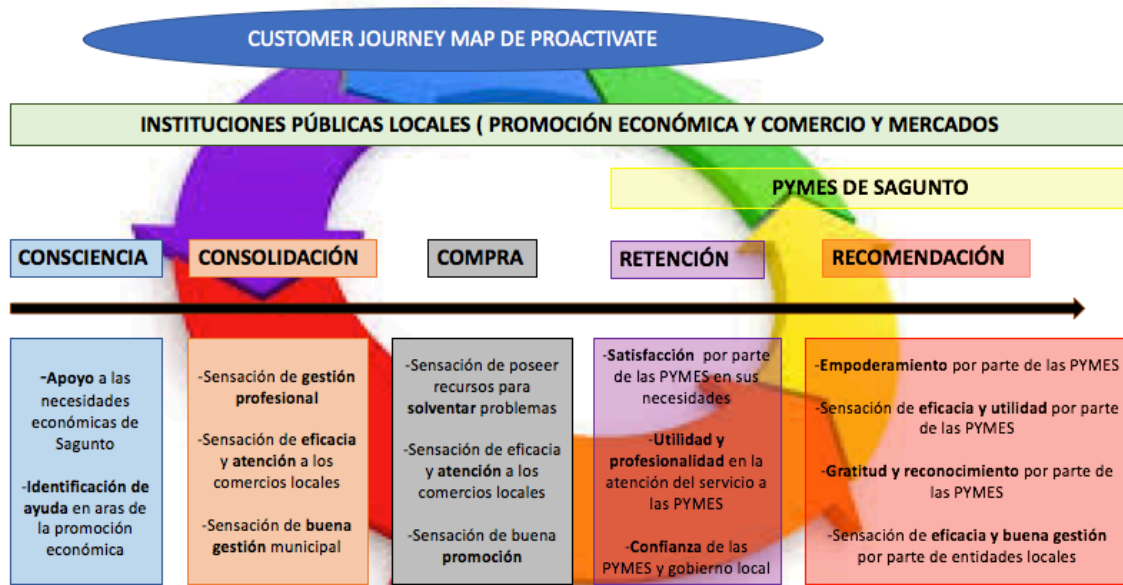 CUSTOMER JOURNEY MAP DE PROACTIVATE
INSTITUCIONES PÚBLICAS LOCALES ( PROMOCIÓN ECONÓMICA Y COMERCIO Y MERCADOS
PYMES DE SAGUNTO
CONSCIENCIA
CONSOLIDACIÓN
COMPRA
RETENCIÓN
RECOMENDACIÓN
-Apoyo a las
necesidades
económicas de
Sagunto
-Identificación de
ayuda en aras de
la promoción
económica
-Sensación de gestión
profesional
-Sensación de eficacia
y atención a los
comercios locales
-Sensación de buena
gestión municipal
-Sensación de poseer
recursos para
solventar problemas
-Sensación de eficacia
y atención a los
comercios locales
-Sensación de buena
promoción
-Satisfacción por parte
de las PYMES en sus
necesidades
-Utilidad y
profesionalidad en la
atención del servicio a
las PYMES
-Confianza de las
PYMES y gobierno local
-Empoderamiento por parte de las PYMES
-Sensación de eficacia y utilidad por parte
de las PYMES
-Gratitud y reconocimiento por parte de
las PYMES
-Sensación de eficacia y buena gestión
por parte de entidades locales